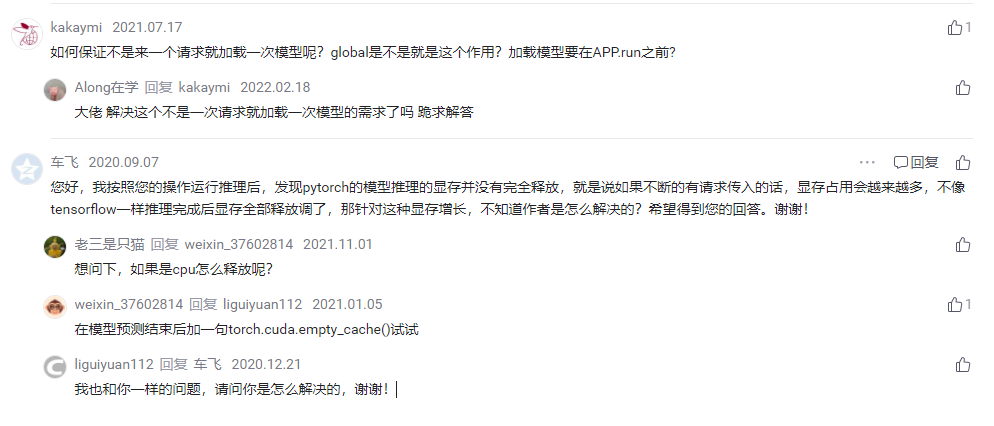 kakaymi 2021.07.17 1
如何保证不是来一个请求就加载一次模型呢？global是不是就是这个作用？加载模型要在APP.run之前?
Along在学 回复 kakaymi 2022.02.18
大佬 解决这个不是一次请求就加载一次模型的需求了吗 跪求解答
车飞 2020.09.07 ··· 回复
您好，我按照您的操作运行推理后，发现pytorch的模型推理的显存并没有完全释放，就是说如果不断的有请求传入的话，显存占用会越来越多，不像
tensorflow一样推理完成后显存全部释放调了，那针对这种显存增长，不知道作者是怎么解决的？希望得到您的回答。谢谢！
老三是只猫 回复 weixin_37602814 2021.11.01
想问下，如果是cpu怎么释放呢？
weixin_37602814 回复 liguiyuan112 2021.01.05 1
在模型预测结束后加一句torch.cuda.empty_cache()试试
liguiyuan112 回复 车飞 2020.12.21
我也和你一样的问题，请问你是怎么解决的，谢谢！